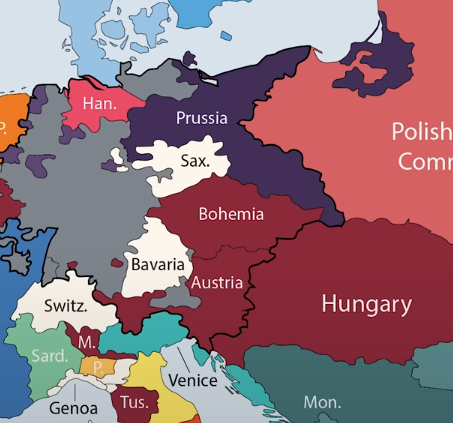 Han.
P.
Prussia
Polish
Comm
Sax.
Bohemia
Bavaria
Austria
Hungary
Switz.
M.
Sard.
P.
Venice
Genoa
Tus.
Mon.